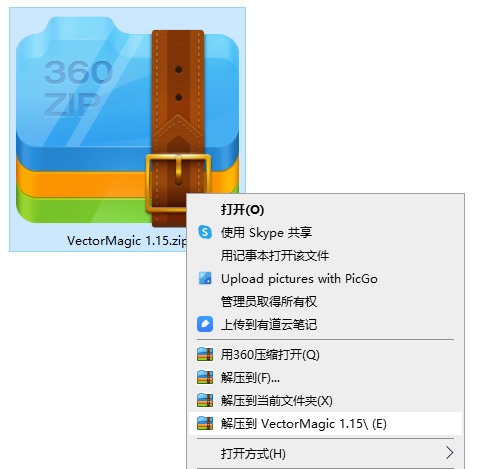 360
ZIP
VectorMagic 1.15.zip
打开(O)
使用 Skype 共享
用记事本打开该文件
Upload pictures with PicGo
管理员取得所有权
上传到有道云笔记
用360压缩打开(Q)
解压到(F)...
解压到当前文件夹(X)
解压到 VectorMagic 1.15\ (E)
打开方式(H)